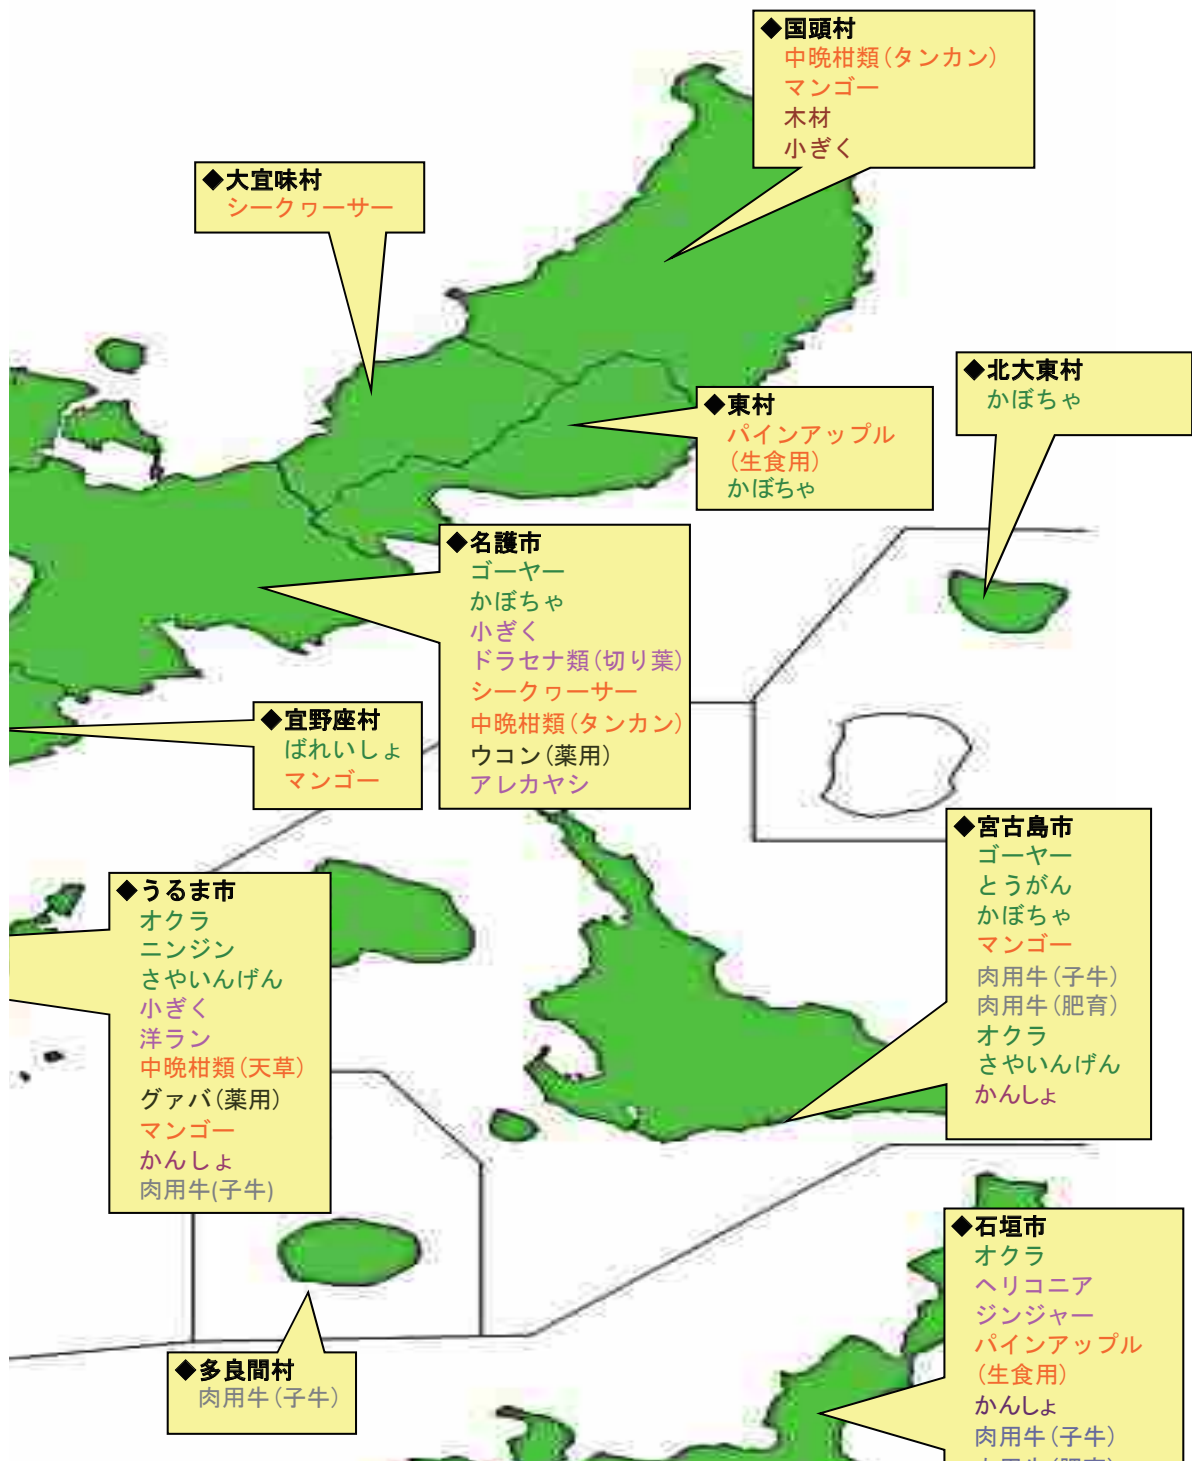 ◆国頭村
中晩柑類(タンカン)
マンゴー
木材
小ぎく
◆大宜味村
シークヮーサー
◆北大東村
かぼちゃ
◆東村
パインアップル
(生食用)
かぼちゃ
◆名護市
ゴーヤー
かぼちゃ
小ぎく
ドラセナ類(切り葉)
シークヮーサー
中晩柑類(タンカン)
ウコン(薬用)
アレカヤシ
◆宜野座村
ばれいしょ
マンゴー
◆宮古島市
ゴーヤー
とうがん
かぼちゃ
マンゴー
肉用牛(子牛)
肉用牛(肥育)
オクラ
さやいんげん
かんしょ
◆うるま市
オクラ
ニンジン
さやいんげん
小ぎく
洋ラン
中晩柑類(天草)
グァバ(薬用)
マンゴー
かんしょ
肉用牛(子牛)
◆多良間村
肉用牛(子牛)
◆石垣市
オクラ
ヘリコニア
ジンジャー
パインアップル
(生食用)
かんしょ
肉用牛(子牛)